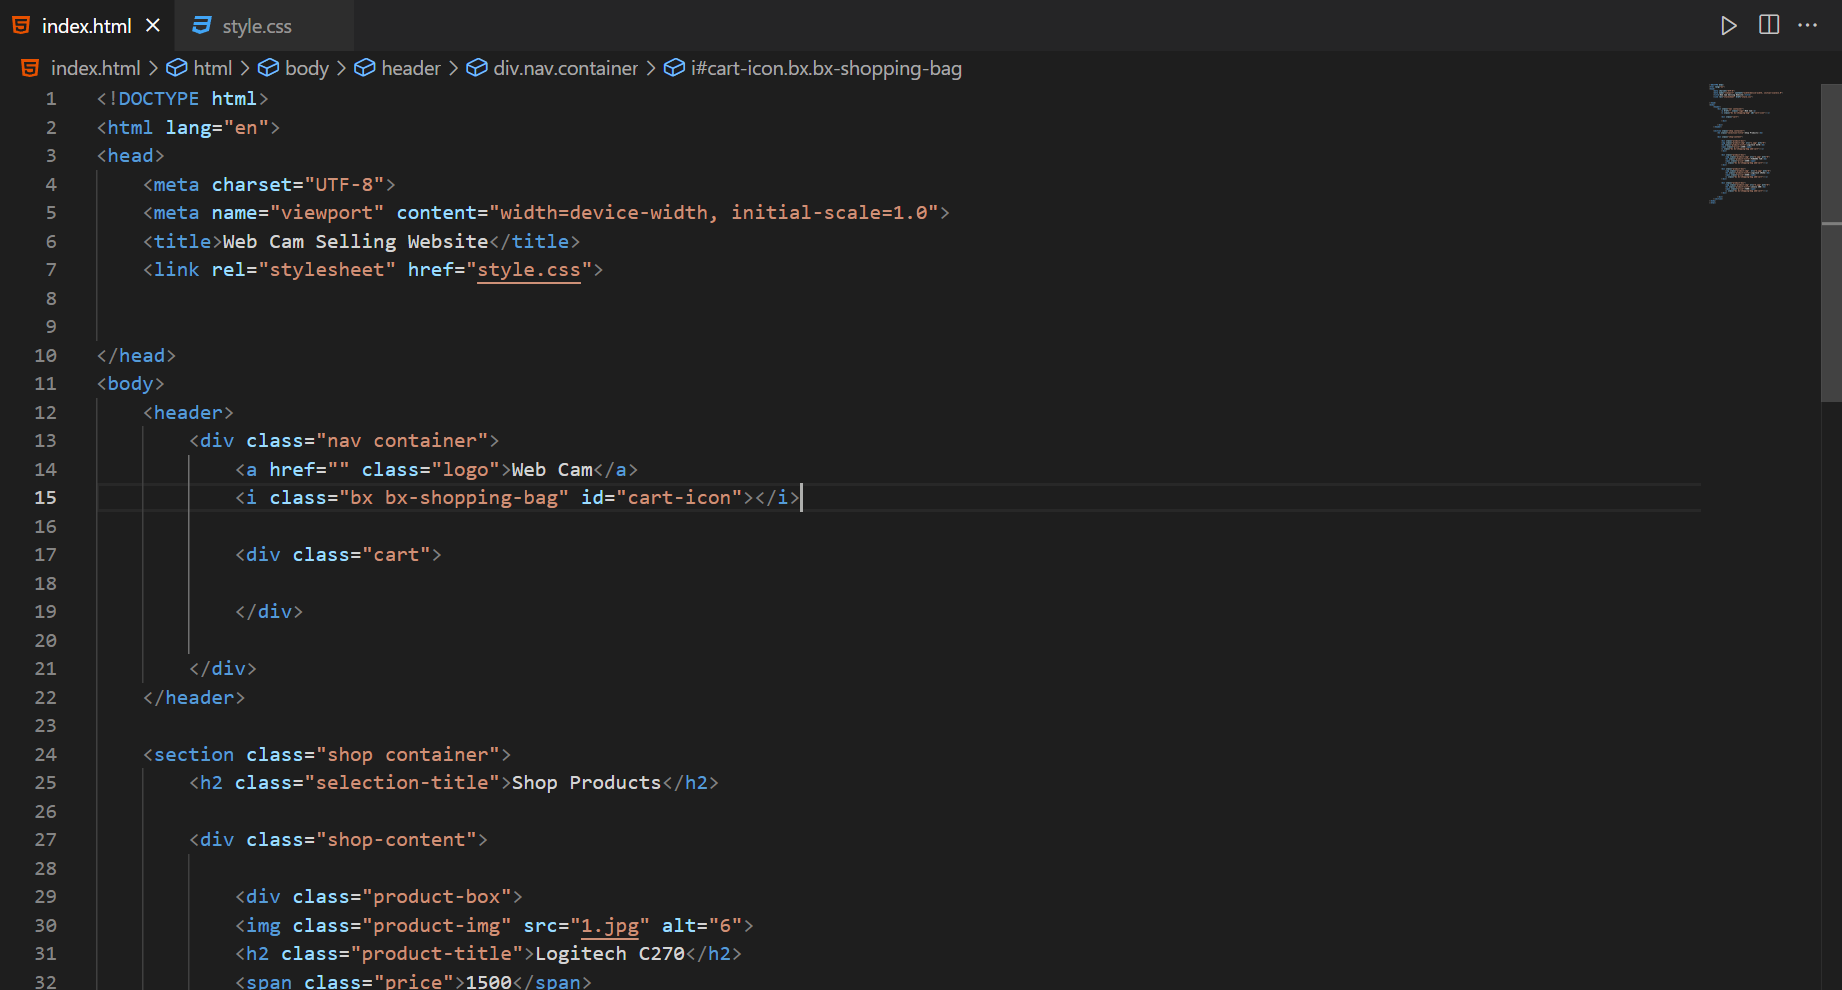 index.html
style.css
index.html > html > body > header > div.nav.container > i#cart-icon.bx.bx-shopping-bag
1 <!DOCTYPE html>
2 <html lang="en">
3 <head>
4 <meta charset="UTF-8">
5 <meta name="viewport" content="width=device-width, initial-scale=1.0">
6 <title>Web Cam Selling Website</title>
7 <link rel="stylesheet" href="style.css">
8
9
10 </head>
11 <body>
12 <header>
13 <div class="nav container">
14 <a href="" class="logo">Web Cam</a>
15 <i class="bx bx-shopping-bag" id="cart-icon"></i>
16
17 <div class="cart">
18
19 </div>
20
21 </div>
22 </header>
23
24 <section class="shop container">
25 <h2 class="selection-title">Shop Products</h2>
26
27 <div class="shop-content">
28
29 <div class="product-box">
30 <img class="product-img" src="1.jpg" alt="6">
31 <h2 class="product-title">Logitech C270</h2>
32 <span class="price">1500</span>